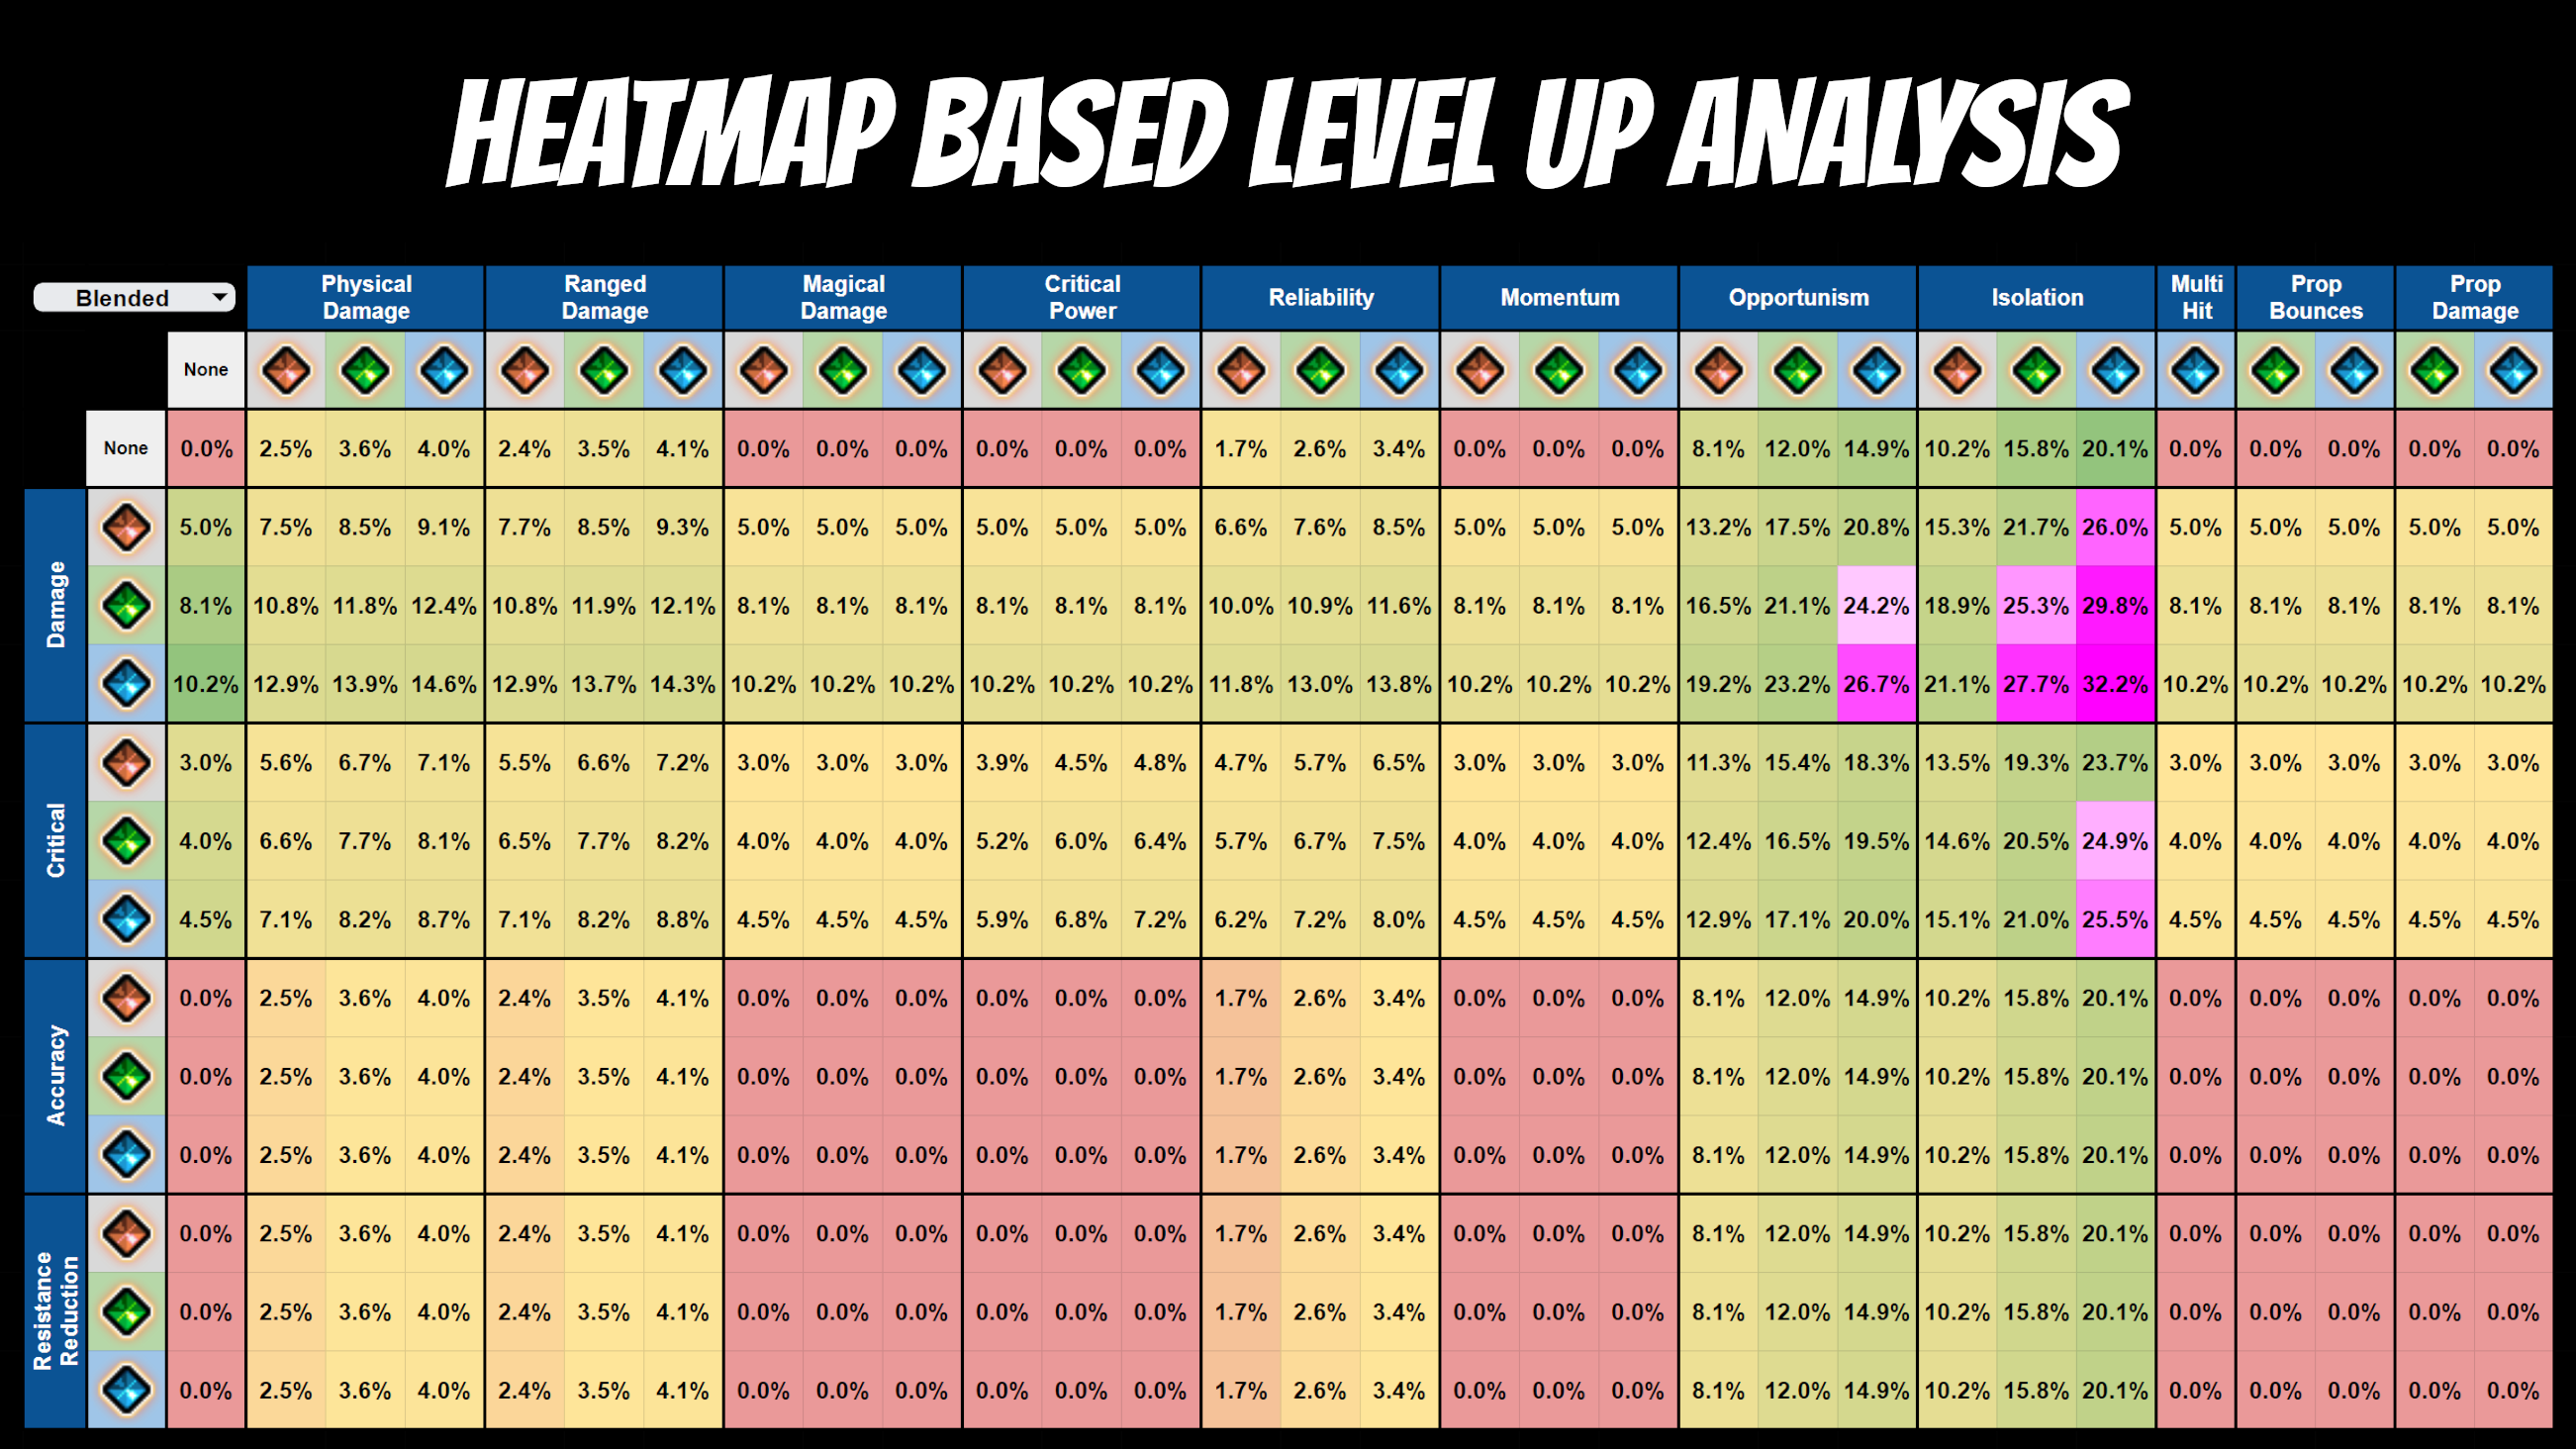 HEATMAP BASED LEVEL UP ANALYSIS
Blended Physical Damage Ranged Damage Magical Damage Critical Power Reliability Momentum Opportunism Isolation Multi Hit Prop Bounces Prop Damage
None
None 0.0% 2.5% 3.6% 4.0% 2.4% 3.5% 4.1% 0.0% 0.0% 0.0% 0.0% 0.0% 0.0% 1.7% 2.6% 3.4% 0.0% 0.0% 0.0% 8.1% 12.0% 14.9% 10.2% 15.8% 20.1% 0.0% 0.0% 0.0% 0.0% 0.0%
Damage
5.0% 7.5% 8.5% 9.1% 7.7% 8.5% 9.3% 5.0% 5.0% 5.0% 5.0% 5.0% 5.0% 6.6% 7.6% 8.5% 5.0% 5.0% 5.0% 13.2% 17.5% 20.8% 15.3% 21.7% 26.0% 5.0% 5.0% 5.0% 5.0% 5.0%
8.1% 10.8% 11.8% 12.4% 10.8% 11.9% 12.1% 8.1% 8.1% 8.1% 8.1% 8.1% 8.1% 10.0% 10.9% 11.6% 8.1% 8.1% 8.1% 16.5% 21.1% 24.2% 18.9% 25.3% 29.8% 8.1% 8.1% 8.1% 8.1% 8.1%
10.2% 12.9% 13.9% 14.6% 12.9% 13.7% 14.3% 10.2% 10.2% 10.2% 10.2% 10.2% 10.2% 11.8% 13.0% 13.8% 10.2% 10.2% 10.2% 19.2% 23.2% 26.7% 21.1% 27.7% 32.2% 10.2% 10.2% 10.2% 10.2% 10.2%
Critical
3.0% 5.6% 6.7% 7.1% 5.5% 6.6% 7.2% 3.0% 3.0% 3.0% 3.9% 4.5% 4.8% 4.7% 5.7% 6.5% 3.0% 3.0% 3.0% 11.3% 15.4% 18.3% 13.5% 19.3% 23.7% 3.0% 3.0% 3.0% 3.0% 3.0%
4.0% 6.6% 7.7% 8.1% 6.5% 7.7% 8.2% 4.0% 4.0% 4.0% 5.2% 6.0% 6.4% 5.7% 6.7% 7.5% 4.0% 4.0% 4.0% 12.4% 16.5% 19.5% 14.6% 20.5% 24.9% 4.0% 4.0% 4.0% 4.0% 4.0%
4.5% 7.1% 8.2% 8.7% 7.1% 8.2% 8.8% 4.5% 4.5% 4.5% 5.9% 6.8% 7.2% 6.2% 7.2% 8.0% 4.5% 4.5% 4.5% 12.9% 17.1% 20.0% 15.1% 21.0% 25.5% 4.5% 4.5% 4.5% 4.5% 4.5%
Accuracy
0.0% 2.5% 3.6% 4.0% 2.4% 3.5% 4.1% 0.0% 0.0% 0.0% 0.0% 0.0% 0.0% 1.7% 2.6% 3.4% 0.0% 0.0% 0.0% 8.1% 12.0% 14.9% 10.2% 15.8% 20.1% 0.0% 0.0% 0.0% 0.0% 0.0%
0.0% 2.5% 3.6% 4.0% 2.4% 3.5% 4.1% 0.0% 0.0% 0.0% 0.0% 0.0% 0.0% 1.7% 2.6% 3.4% 0.0% 0.0% 0.0% 8.1% 12.0% 14.9% 10.2% 15.8% 20.1% 0.0% 0.0% 0.0% 0.0% 0.0%
0.0% 2.5% 3.6% 4.0% 2.4% 3.5% 4.1% 0.0% 0.0% 0.0% 0.0% 0.0% 0.0% 1.7% 2.6% 3.4% 0.0% 0.0% 0.0% 8.1% 12.0% 14.9% 10.2% 15.8% 20.1% 0.0% 0.0% 0.0% 0.0% 0.0%
Resistance
Reduction
0.0% 2.5% 3.6% 4.0% 2.4% 3.5% 4.1% 0.0% 0.0% 0.0% 0.0% 0.0% 0.0% 1.7% 2.6% 3.4% 0.0% 0.0% 0.0% 8.1% 12.0% 14.9% 10.2% 15.8% 20.1% 0.0% 0.0% 0.0% 0.0% 0.0%
0.0% 2.5% 3.6% 4.0% 2.4% 3.5% 4.1% 0.0% 0.0% 0.0% 0.0% 0.0% 0.0% 1.7% 2.6% 3.4% 0.0% 0.0% 0.0% 8.1% 12.0% 14.9% 10.2% 15.8% 20.1% 0.0% 0.0% 0.0% 0.0% 0.0%
0.0% 2.5% 3.6% 4.0% 2.4% 3.5% 4.1% 0.0% 0.0% 0.0% 0.0% 0.0% 0.0% 1.7% 2.6% 3.4% 0.0% 0.0% 0.0% 8.1% 12.0% 14.9% 10.2% 15.8% 20.1% 0.0% 0.0% 0.0% 0.0% 0.0%